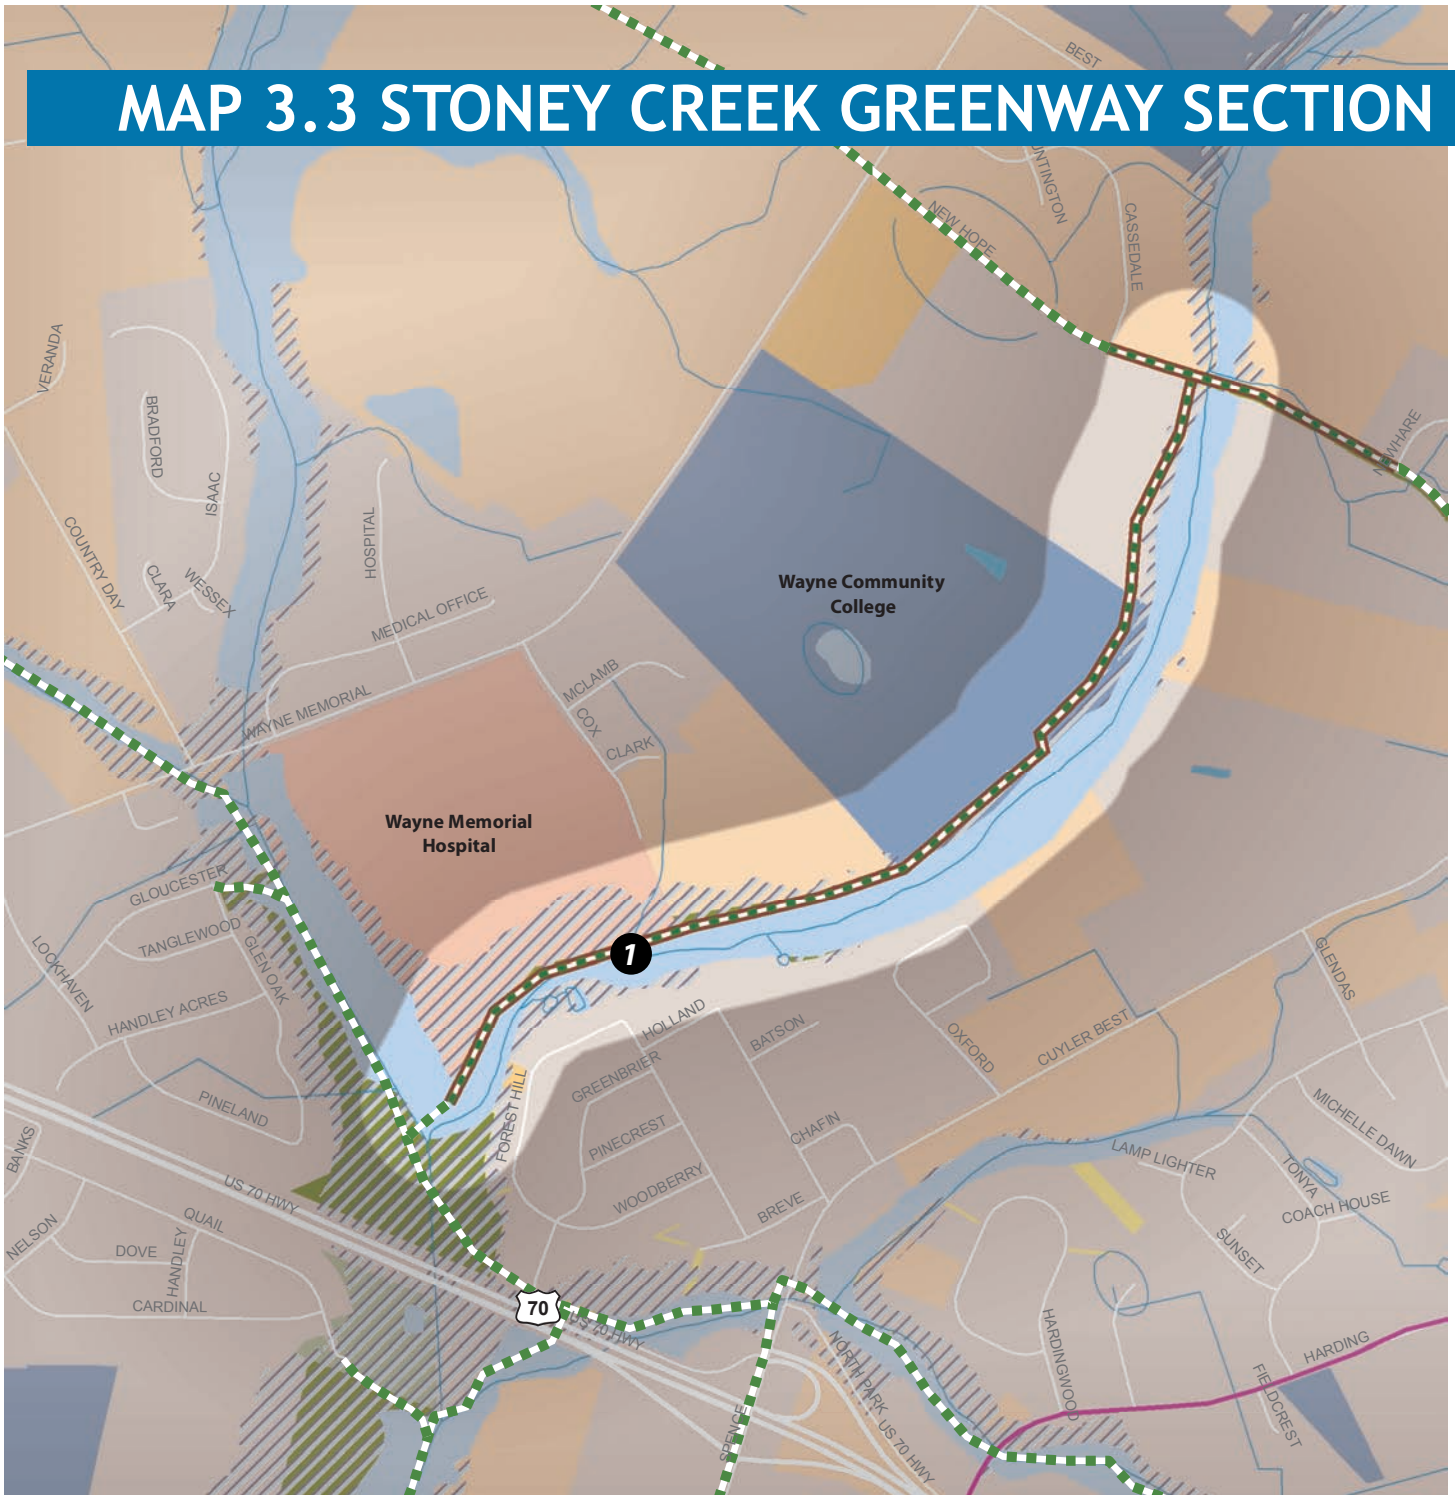 BEST
MAP 3.3 STONEY CREEK GREENWAY SECTION
UNTINGTON
CASSEDALE
NEW HOPE
VERANDA
BRADFORD
ISAAC
HOSPITAL
COUNTRY DAY
CLARA
WESSEX
MEDICAL OFFICE
Wayne Community
College
WAYNE MEMORIAL
MCLAMB
COX
CLARK
Wayne Memorial
Hospital
GLOUCESTER
TANGLEWOOD
LOCKHAVEN
GLEN OAK
HANDLEY ACRES
1
HOLLAND
BATSON
GREENBRIER
OXFORD
CUYLER BEST
GLENDAS
PINELAND
FOREST HILL
PINECREST
CHAFIN
MICHELLE DAWN
BANKS
US 70 HWY
WOODBERRY
BREVE
LAMP LIGHTER
TONYA
COACH HOUSE
NELSON
QUAIL
DOVE
HANDLEY
CARDINAL
SUNSET
70
US 70 HWY
NORTH PARK
HARDINGWOOD
HARDING
FIELDCREST
SPENCE
US 70 HWY